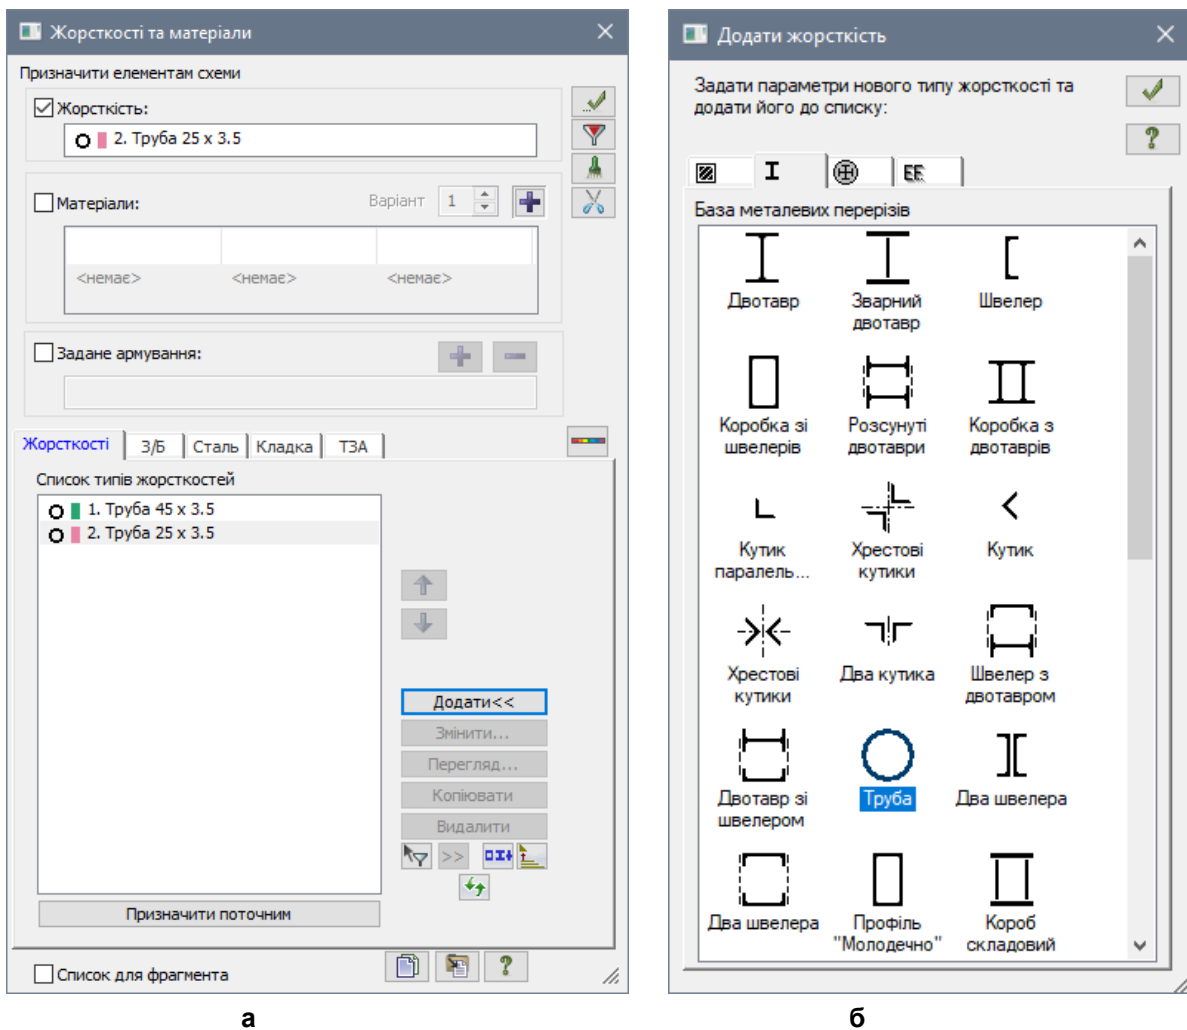 Жорсткості та матеріали
Призначити елементам схеми
Жорсткість:
2. Труба 25 x 3.5
Матеріали:
Варіант 1
<немає> <немає> <немає>
Задане армування:
Жорсткості З/Б Сталь Кладка ТЗА
Список типів жорсткостей
1. Труба 45 x 3.5
2. Труба 25 x 3.5
Додати<<
Змінити...
Перегляд...
Копіювати
Видалити
>>
Призначити поточним
Список для фрагмента
?
а
Додати жорсткість
Задати параметри нового типу жорсткості та
додати його до списку:
?
База металевих перерізів
Двотавр
Зварний
двотавр
Швелер
Коробка зі
швелерів
Розсунуті
двотаври
Коробка з
двотаврів
Кутик
паралель...
Хрестові
кутики
Кутик
Хрестові
кутики
Два кутика
Швелер з
двотавром
Двотавр зі
швелером
Труба
Два швелера
Два швелера
Профіль
"Молодечно"
Короб
складовий
б